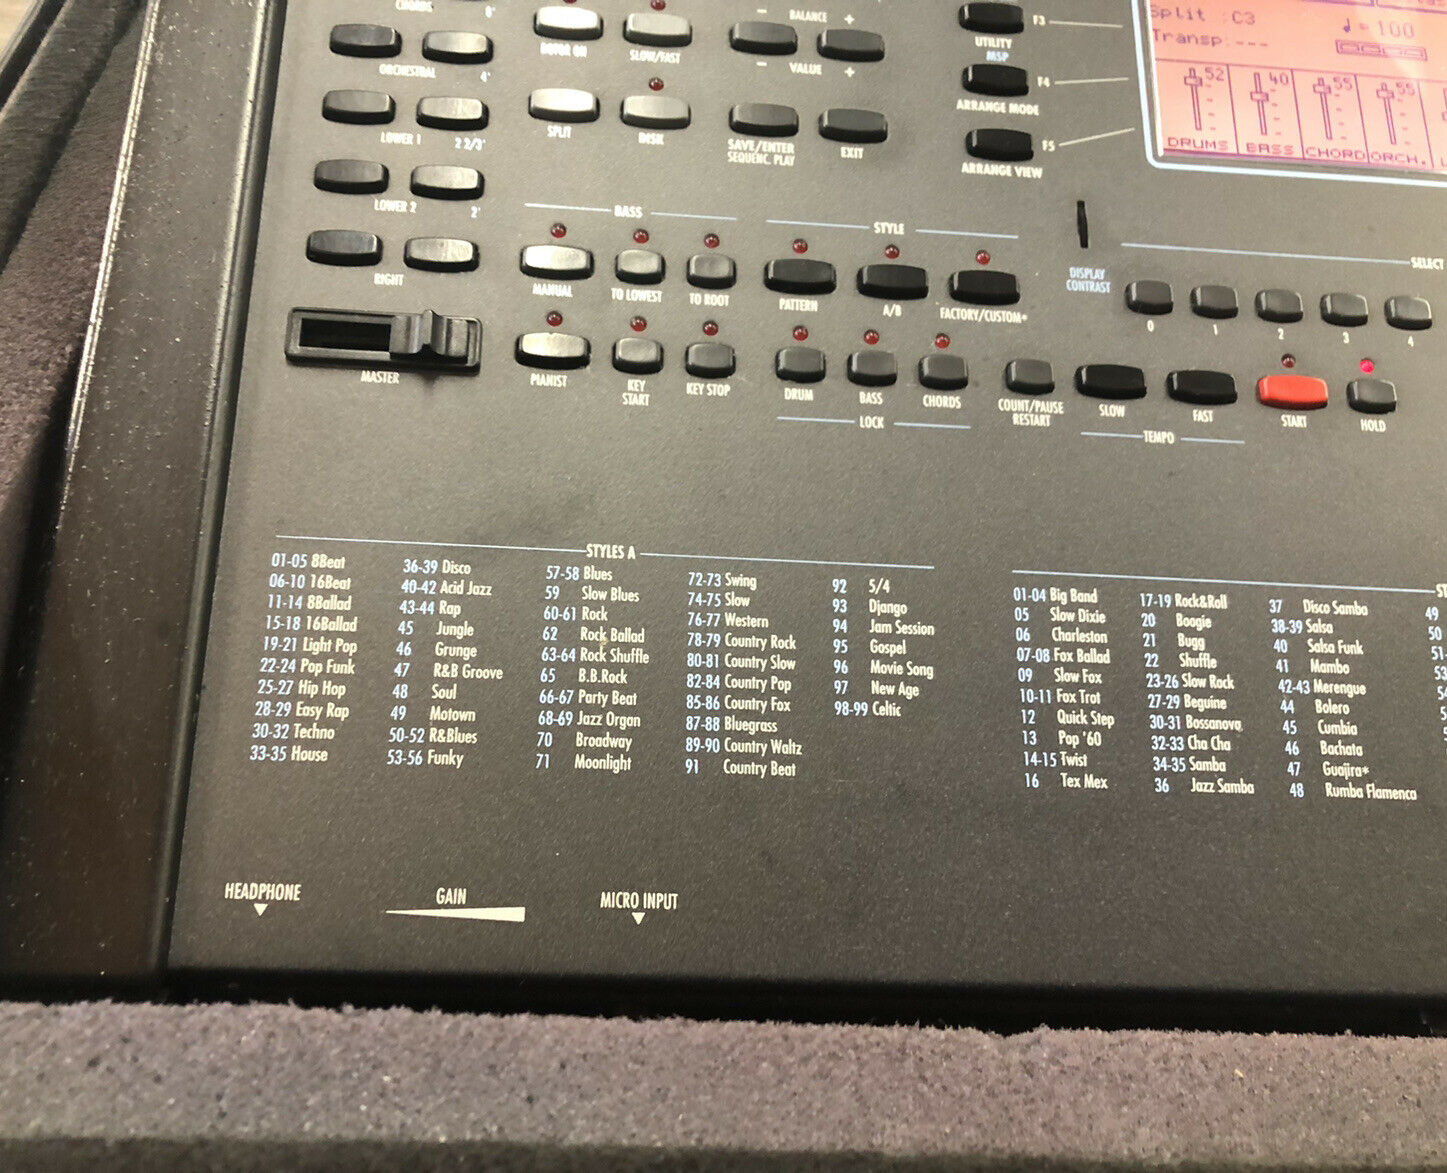 CHORDS 6'
ROTOR ON SLOW/FAST
- BALANCE +
- VALUE +
F3
UTILITY
MSP
F4
ARRANGE MODE
F5
ARRANGE VIEW
Split :C3
Transp:---
♩=100
52 40 55 55
DRUMS BASS CHORD ORCH.
ORCHESTRAL 4'
LOWER 1 2 2/3'
SPLIT DISK
SAVE/ENTER
SEQUENC. PLAY
EXIT
LOWER 2 2'
RIGHT
MASTER
BASS
MANUAL TO LOWEST TO ROOT
PIANIST KEY START KEY STOP
STYLE
PATTERN A/B FACTORY/CUSTOM*
DRUM BASS CHORDS
LOCK
COUNT/PAUSE
RESTART
SLOW FAST
TEMPO
START HOLD
DISPLAY
CONTRAST
SELECT
0 1 2 3 4
STYLES A
01-05 8Beat
06-10 16Beat
11-14 8Ballad
15-18 16Ballad
19-21 Light Pop
22-24 Pop Funk
25-27 Hip Hop
28-29 Easy Rap
30-32 Techno
33-35 House
36-39 Disco
40-42 Acid Jazz
43-44 Rap
45 Jungle
46 Grunge
47 R&B Groove
48 Soul
49 Motown
50-52 R&Blues
53-56 Funky
57-58 Blues
59 Slow Blues
60-61 Rock
62 Rock Ballad
63-64 Rock Shuffle
65 B.B.Rock
66-67 Party Beat
68-69 Jazz Organ
70 Broadway
71 Moonlight
72-73 Swing
74-75 Slow
76-77 Western
78-79 Country Rock
80-81 Country Slow
82-84 Country Pop
85-86 Country Fox
87-88 Bluegrass
89-90 Country Waltz
91 Country Beat
92 5/4
93 Django
94 Jam Session
95 Gospel
96 Movie Song
97 New Age
98-99 Celtic
01-04 Big Band
05 Slow Dixie
06 Charleston
07-08 Fox Ballad
09 Slow Fox
10-11 Fox Trot
12 Quick Step
13 Pop '60
14-15 Twist
16 Tex Mex
17-19 Rock&Roll
20 Boogie
21 Bugg
22 Shuffle
23-26 Slow Rock
27-29 Beguine
30-31 Bossanova
32-33 Cha Cha
34-35 Samba
36 Jazz Samba
37 Disco Samba
38-39 Salsa
40 Salsa Funk
41 Mambo
42-43 Merengue
44 Bolero
45 Cumbia
46 Bachata
47 Guajira*
48 Rumba Flamenca
49
50
HEADPHONE
GAIN
MICRO INPUT